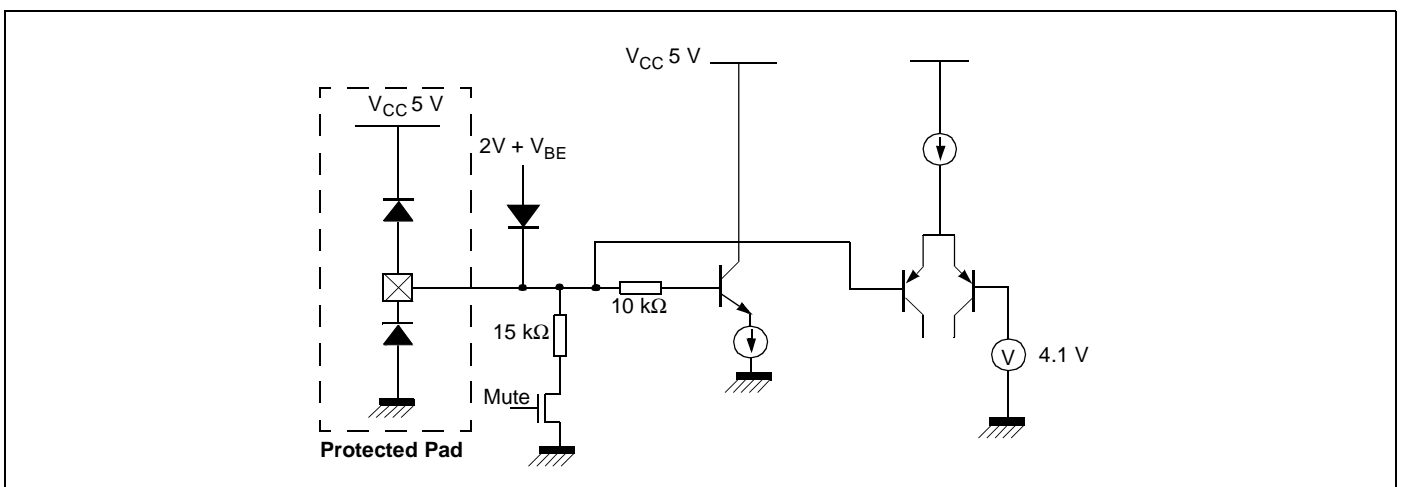 V_CC 5 V
V_CC 5 V
2V + V_BE
10 kΩ
15 kΩ
V
4.1 V
Mute
Protected Pad